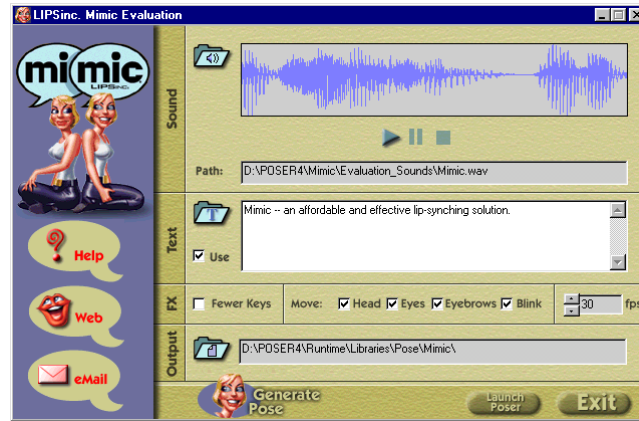 LIPSinc. Mimic Evaluation
mimic
LIPSINC.
Help
Web
eMail
Sound
Path: D:\POSER4\Mimic\Evaluation_Sounds\Mimic.wav
Text
T
Mimic -- an affordable and effective lip-synching solution.
Use
FX
Fewer Keys Move: Head Eyes Eyebrows Blink 30 fps
Output
D:\POSER4\Runtime\Libraries\Pose\Mimic\
Generate
Pose
Launch
Poser
Exit